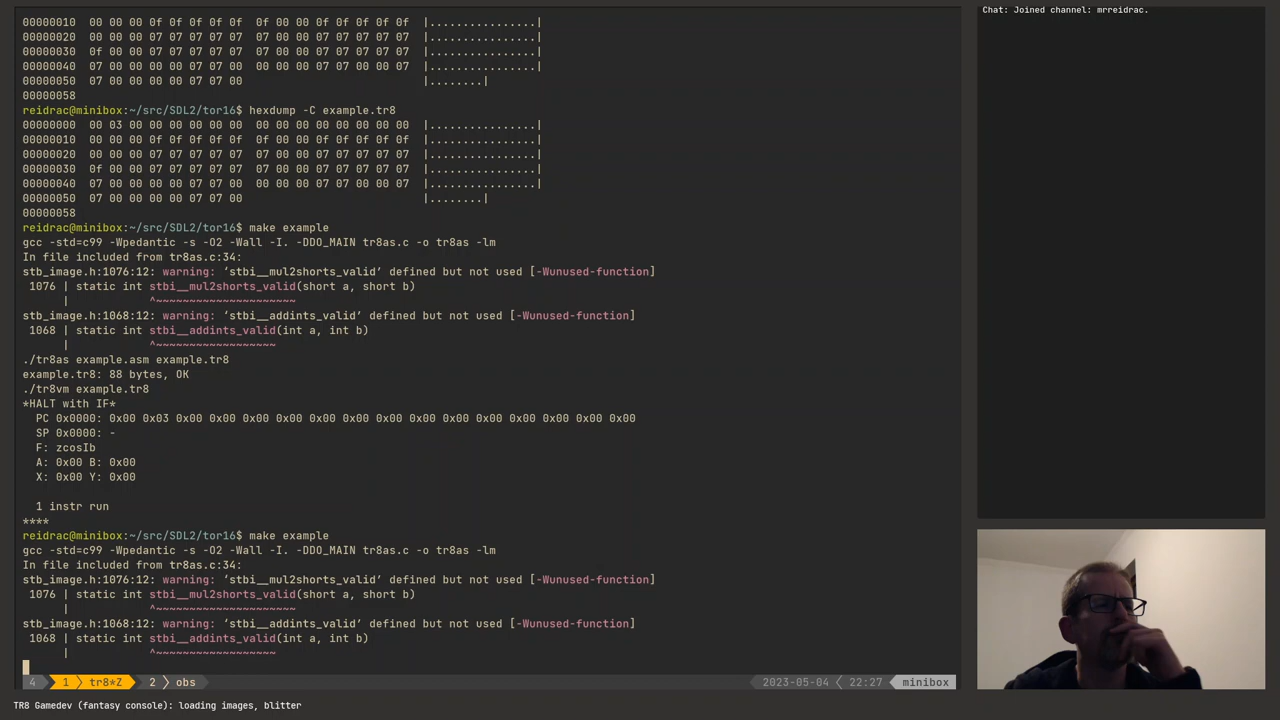 00000010  00 00 00 0f 0f 0f 0f 0f  0f 00 00 0f 0f 0f 0f 0f  |................|
00000020  00 00 00 07 07 07 07 07  07 00 00 07 07 07 07 07  |................|
00000030  0f 00 00 07 07 07 07 07  07 00 00 07 07 07 07 07  |................|
00000040  07 00 00 00 07 07 07 00  00 00 00 07 07 00 00 07  |................|
00000050  07 00 00 00 07 07 07 00                           |........|
00000058
reidrac@minibox:~/src/SDL2/tor16$ hexdump -C example.tr8
00000000  00 03 00 00 00 00 00 00  00 00 00 00 00 00 00 00  |................|
00000010  00 00 00 0f 0f 0f 0f 0f  0f 00 00 0f 0f 0f 0f 0f  |................|
00000020  00 00 00 07 07 07 07 07  07 00 00 07 07 07 07 07  |................|
00000030  0f 00 00 07 07 07 07 07  07 00 00 07 07 07 07 07  |................|
00000040  07 00 00 00 07 07 07 00  00 00 00 07 07 00 00 07  |................|
00000050  07 00 00 00 07 07 07 00                           |........|
00000058
reidrac@minibox:~/src/SDL2/tor16$ make example
gcc -std=c99 -Wpedantic -s -O2 -Wall -I. -DDO_MAIN tr8as.c -o tr8as -lm
In file included from tr8as.c:34:
stb_image.h:1076:12: warning: ‘stbi__mul2shorts_valid’ defined but not used [-Wunused-function]
 1076 | static int stbi__mul2shorts_valid(short a, short b)
      |            ^~~~~~~~~~~~~~~~~~~~~~
stb_image.h:1068:12: warning: ‘stbi__addints_valid’ defined but not used [-Wunused-function]
 1068 | static int stbi__addints_valid(int a, int b)
      |            ^~~~~~~~~~~~~~~~~~~
./tr8as example.asm example.tr8
example.tr8: 88 bytes, OK
./tr8vm example.tr8
*HALT with IF*
  PC 0x0000: 0x00 0x03 0x00 0x00 0x00 0x00 0x00 0x00 0x00 0x00 0x00 0x00 0x00 0x00 0x00 0x00
  SP 0x0000: -
  F: zcosIb
  A: 0x00 B: 0x00
  X: 0x00 Y: 0x00
  1 instr run
****
reidrac@minibox:~/src/SDL2/tor16$ make example
gcc -std=c99 -Wpedantic -s -O2 -Wall -I. -DDO_MAIN tr8as.c -o tr8as -lm
In file included from tr8as.c:34:
stb_image.h:1076:12: warning: ‘stbi__mul2shorts_valid’ defined but not used [-Wunused-function]
 1076 | static int stbi__mul2shorts_valid(short a, short b)
      |            ^~~~~~~~~~~~~~~~~~~~~~
stb_image.h:1068:12: warning: ‘stbi__addints_valid’ defined but not used [-Wunused-function]
 1068 | static int stbi__addints_valid(int a, int b)
      |            ^~~~~~~~~~~~~~~~~~~
4 1 tr8*Z 2 obs 2023-05-04 22:27 minibox
TR8 Gamedev (fantasy console): loading images, blitter
Chat: Joined channel: mrreidrac.